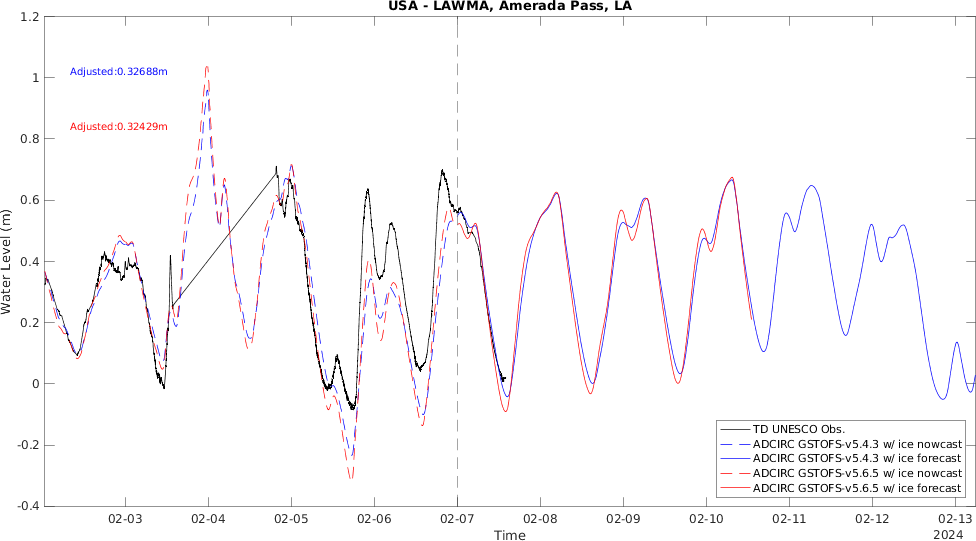 USA - LAWMA, Amerada Pass, LA
1.2
1
0.8
0.6
0.4
0.2
0
-0.2
-0.4
Water Level (m)
Adjusted:0.32688m
Adjusted:0.32429m
TD UNESCO Obs.
ADCIRC GSTOFS-v5.4.3 w/ ice nowcast
ADCIRC GSTOFS-v5.4.3 w/ ice forecast
ADCIRC GSTOFS-v5.6.5 w/ ice nowcast
ADCIRC GSTOFS-v5.6.5 w/ ice forecast
02-03 02-04 02-05 02-06 02-07 02-08 02-09 02-10 02-11 02-12 02-13
Time
2024